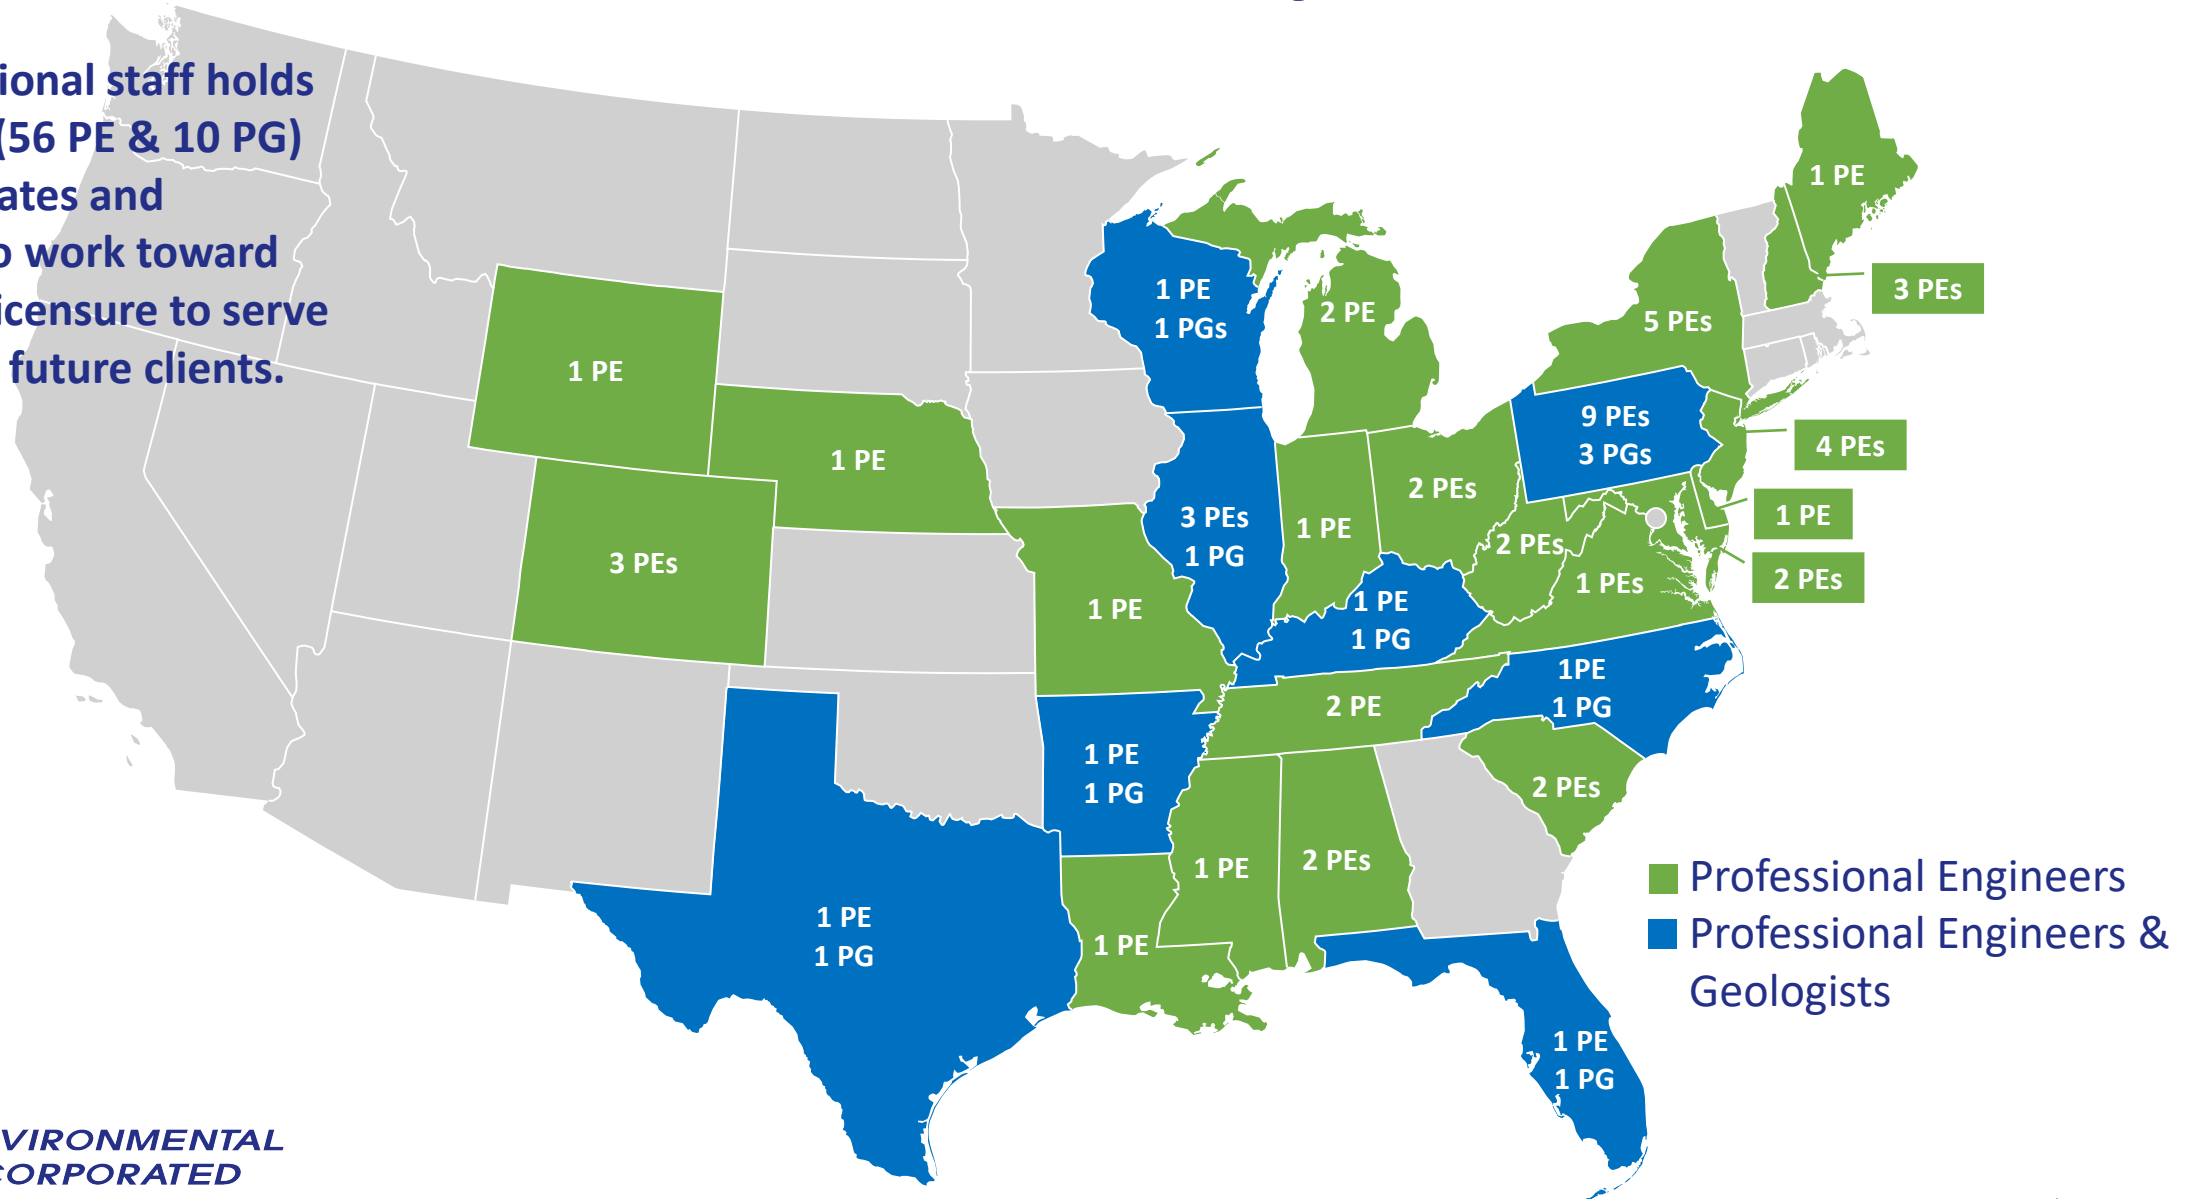 ional staff holds
(56 PE & 10 PG)
ates and
o work toward
icensure to serve
future clients.
1 PE
3 PEs
1 PE
1 PGs
2 PE
5 PEs
1 PE
9 PEs
3 PGs
4 PEs
1 PE
2 PEs
1 PE
3 PEs
3 PEs
1 PG
1 PE
2 PEs
2 PEs
1 PEs
1 PE
1 PE
1 PG
2 PE
1PE
1 PG
1 PE
1 PG
2 PEs
1 PE
2 PEs
1 PE
1 PE
1 PG
1 PE
1 PG
Professional Engineers
Professional Engineers &
Geologists
VIRONMENTAL
CORPORATED